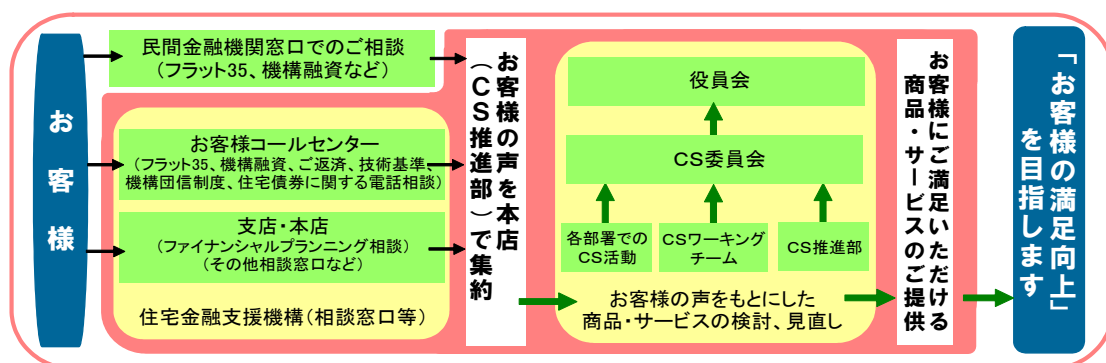 お客様
民間金融機関窓口でのご相談
（フラット35、機構融資など）
お客様コールセンター
（フラット35、機構融資、ご返済、技術基準、
機構団信制度、住宅債券に関する電話相談）
支店・本店
（ファイナンシャルプランニング相談）
（その他相談窓口など）
住宅金融支援機構（相談窓口等）
お客様の声を本店
（CS推進部）で集約
役員会
CS委員会
各部署での
CS活動
CSワーキング
チーム
CS推進部
お客様の声をもとにした
商品・サービスの検討、見直し
お客様にご満足いただける
商品・サービスのご提供
「お客様の満足向上」
を目指します